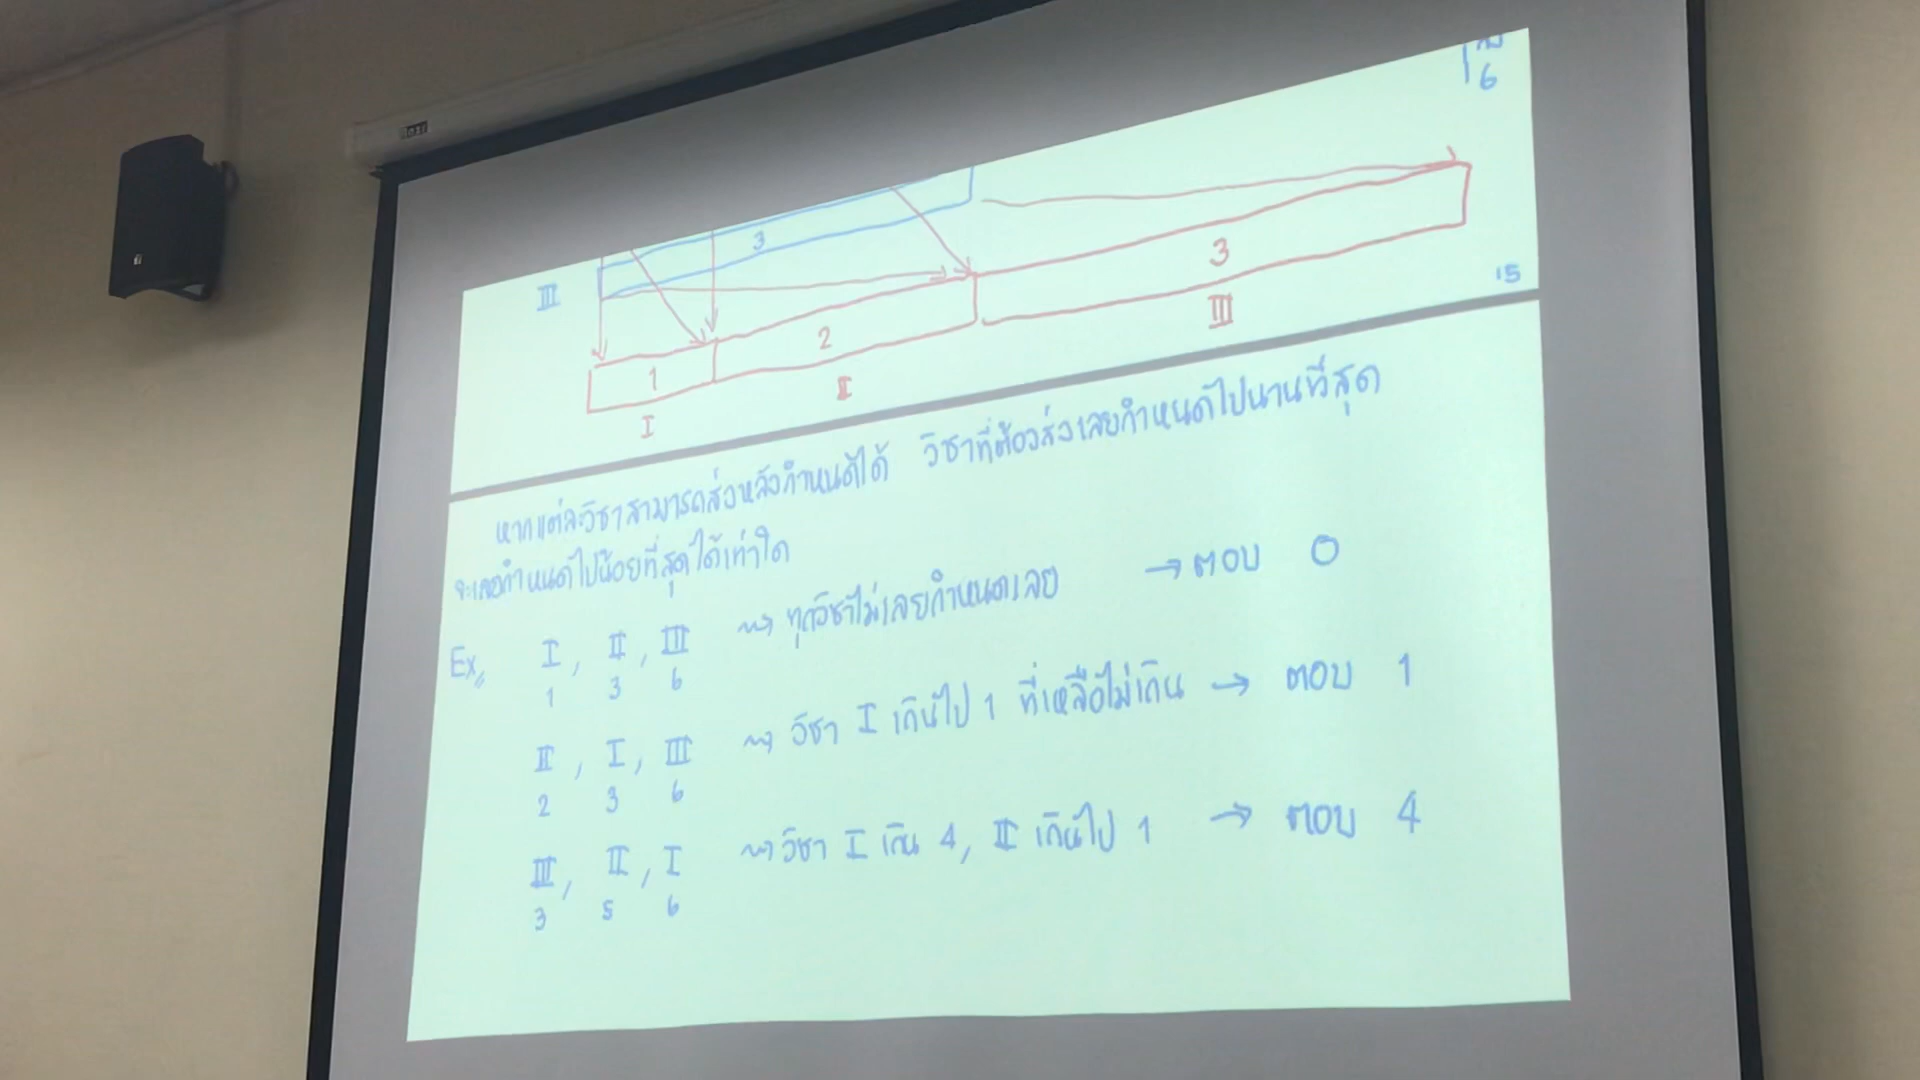 6
3
III
3
2
1
I
II
III
15
หากแต่ละวิชาสามารถส่งหลังกำหนดได้ วิชาที่ต้องส่งเลยกำหนดไปนานที่สุด
จะเลยกำหนดไปน้อยที่สุดได้เท่าใด
Ex, I , II , III ~> ทุกวิชาไม่เลยกำหนดเลย → ตอบ 0
1 3 6
II , I , III ~> วิชา I เกินไป 1 ที่เหลือไม่เกิน → ตอบ 1
2 3 6
III , II , I ~> วิชา I เกิน 4, II เกินไป 1 → ตอบ 4
3 5 6